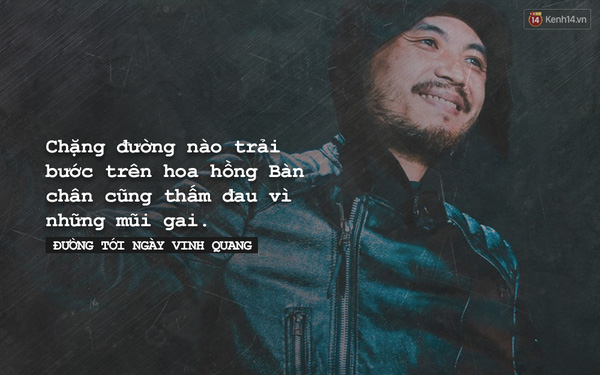 14 Kenh14.vn
Chặng đường nào trải
bước trên hoa hồng Bàn
chân cũng thấm đau vì
những mũi gai.
ĐƯỜNG TỚI NGÀY VINH QUANG